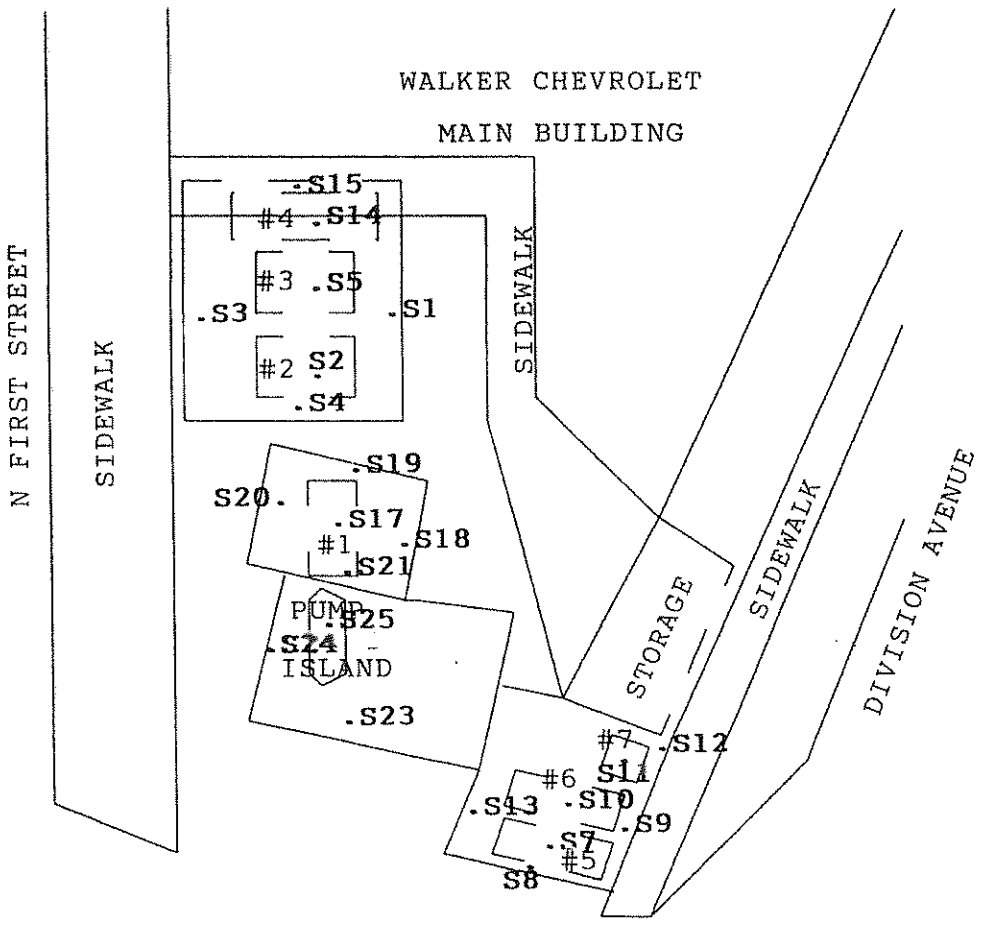 WALKER CHEVROLET
MAIN BUILDING
.S15
#4 .S14
#3 .S5
.S3
.S1
SIDEWALK
N FIRST STREET
SIDEWALK
S2
#2
.S4
.S19
S20.
.S17
#1
.S18
.S21
PUMP
.S25
.S24
ISLAND
.S23
STORAGE
SIDEWALK
DIVISION AVENUE
#7
.S12
S11
#6
.S10
.S13
.S9
.S7
#5
S8